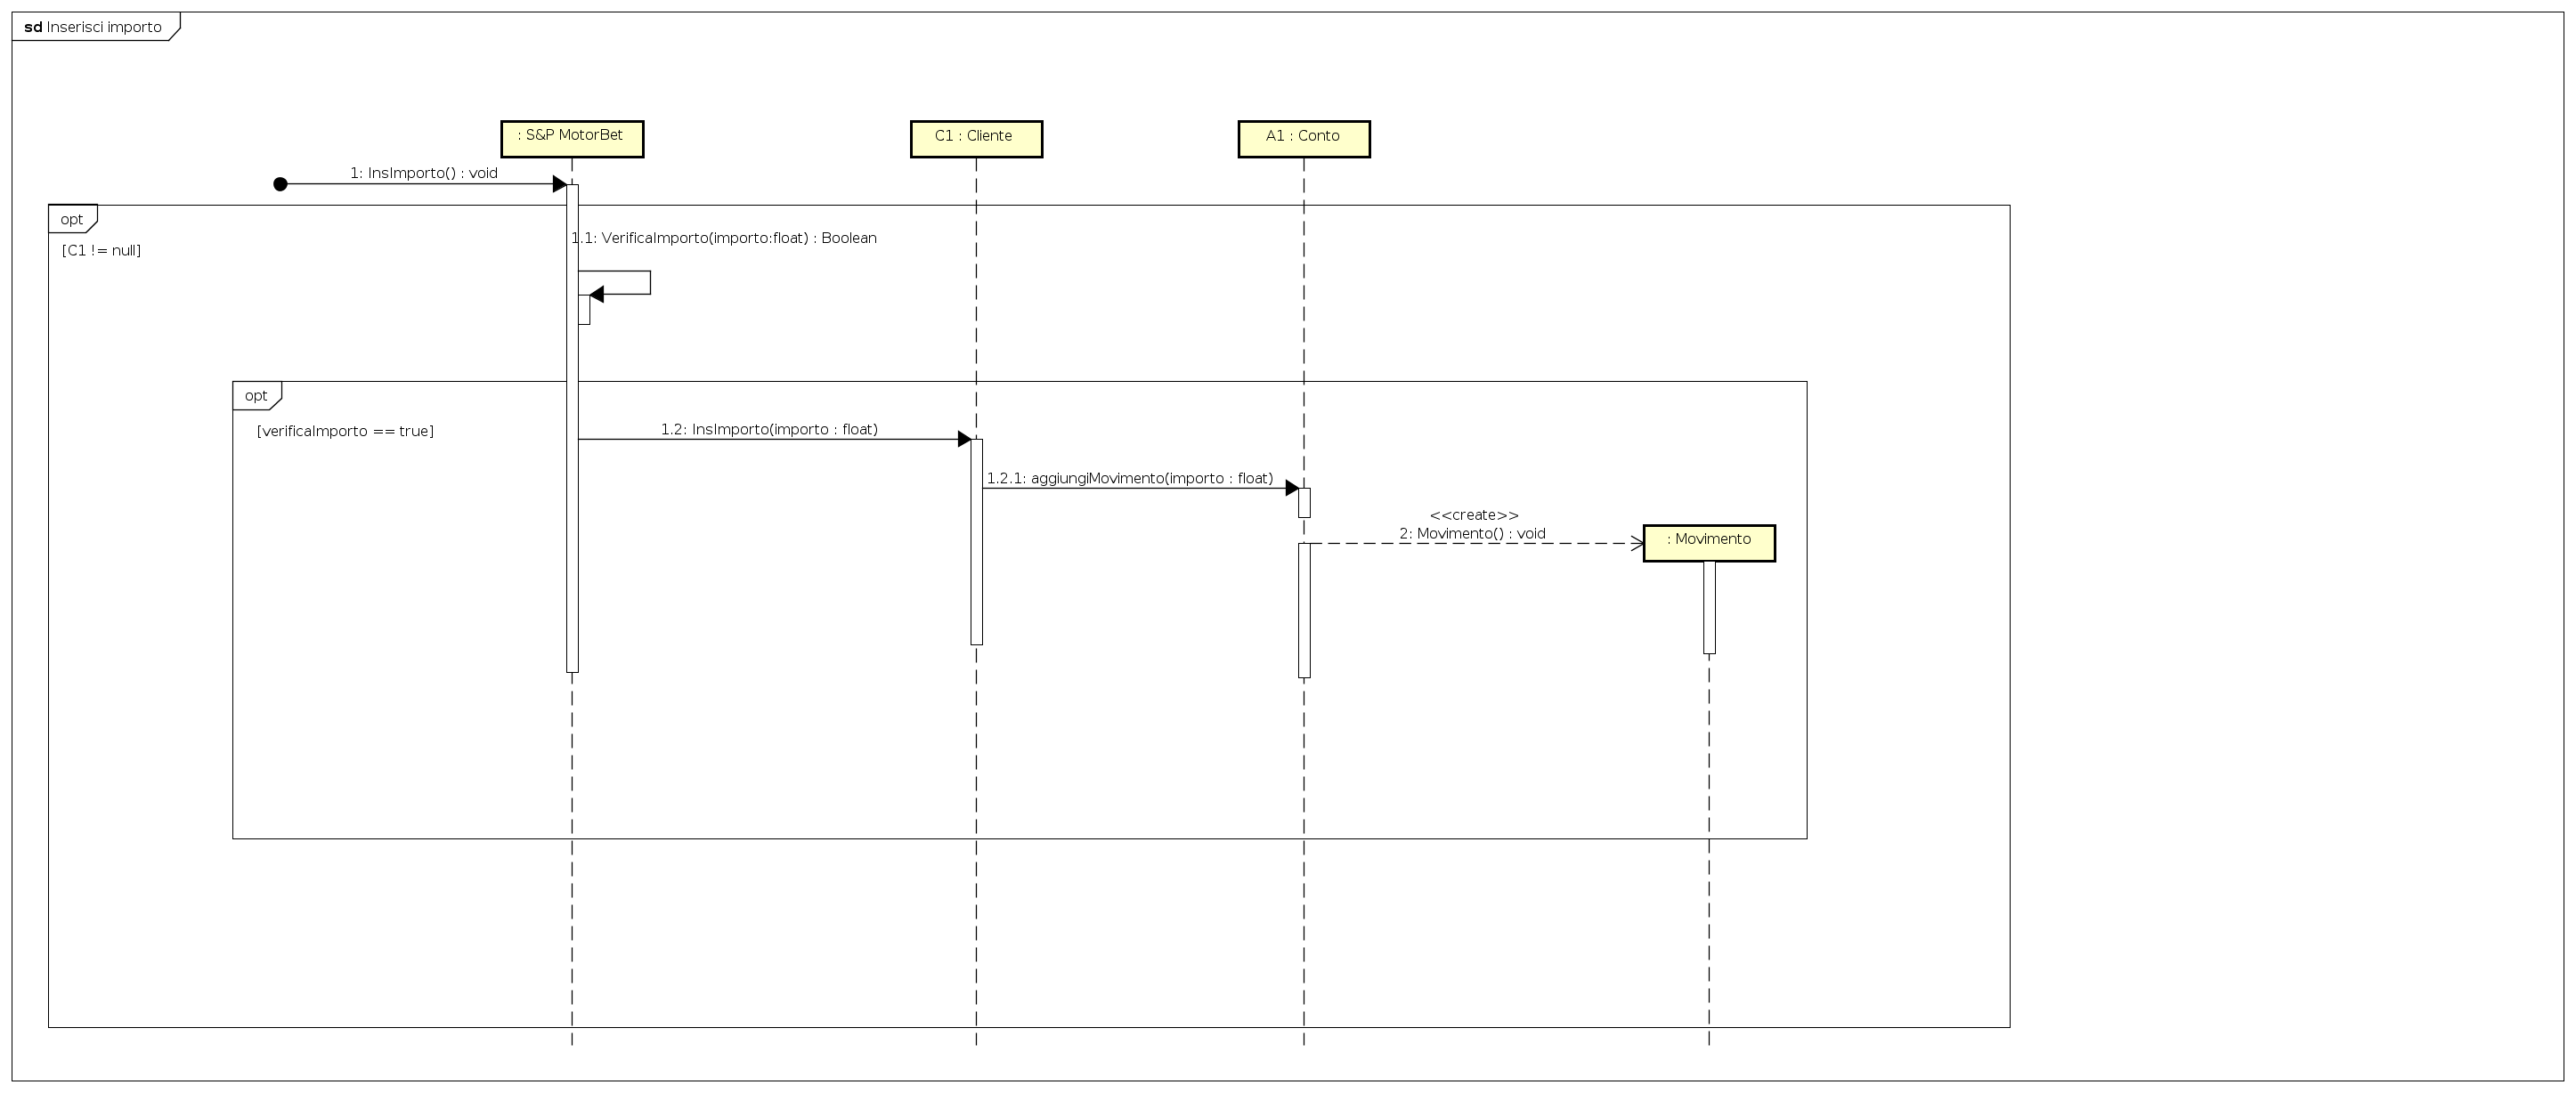 sd Inserisci importo
: S&P MotorBet
C1 : Cliente
A1 : Conto
1: InsImporto() : void
opt
[C1 != null]
1.1: VerificaImporto(importo:float) : Boolean
opt
[verificaImporto == true]
1.2: InsImporto(importo : float)
1.2.1: aggiungiMovimento(importo : float)
<<create>>
2: Movimento() : void
: Movimento